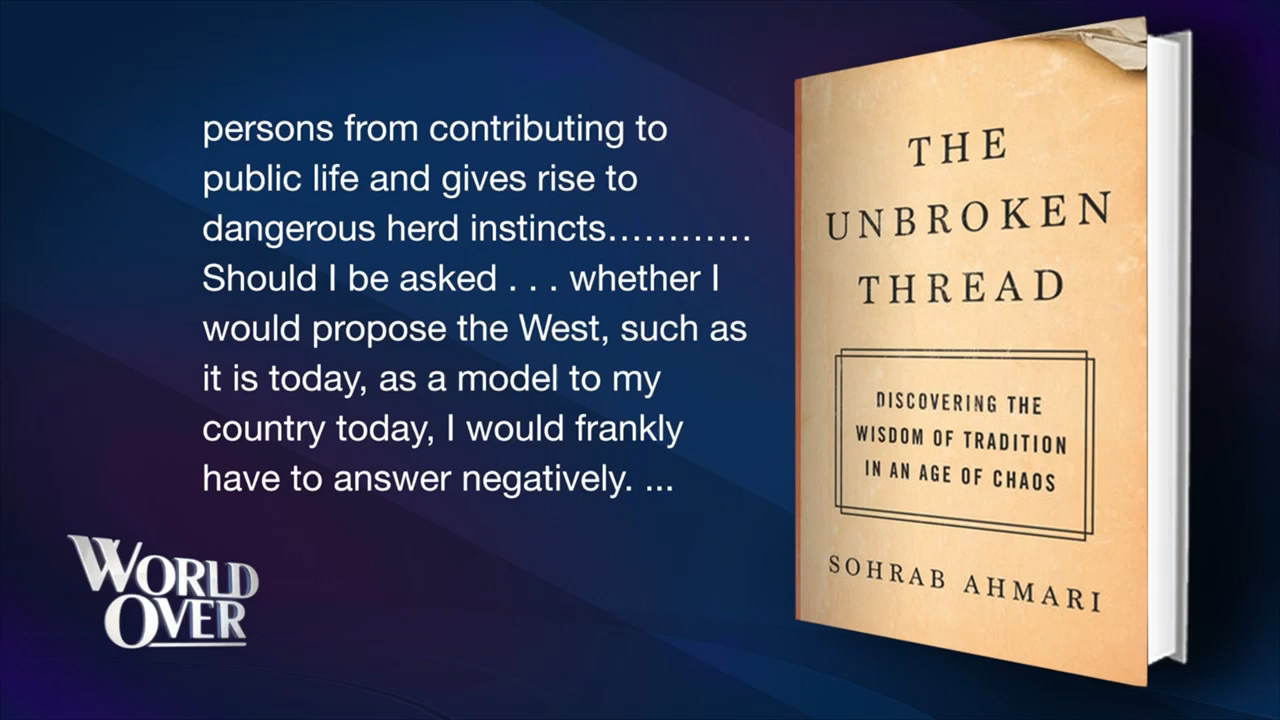 persons from contributing to
public life and gives rise to
dangerous herd instincts............
Should I be asked . . . whether I
would propose the West, such as
it is today, as a model to my
country today, I would frankly
have to answer negatively. ...
WORLD
OVER
THE
UNBROKEN
THREAD
DISCOVERING THE
WISDOM OF TRADITION
IN AN AGE OF CHAOS
SOHRAB AHMARI